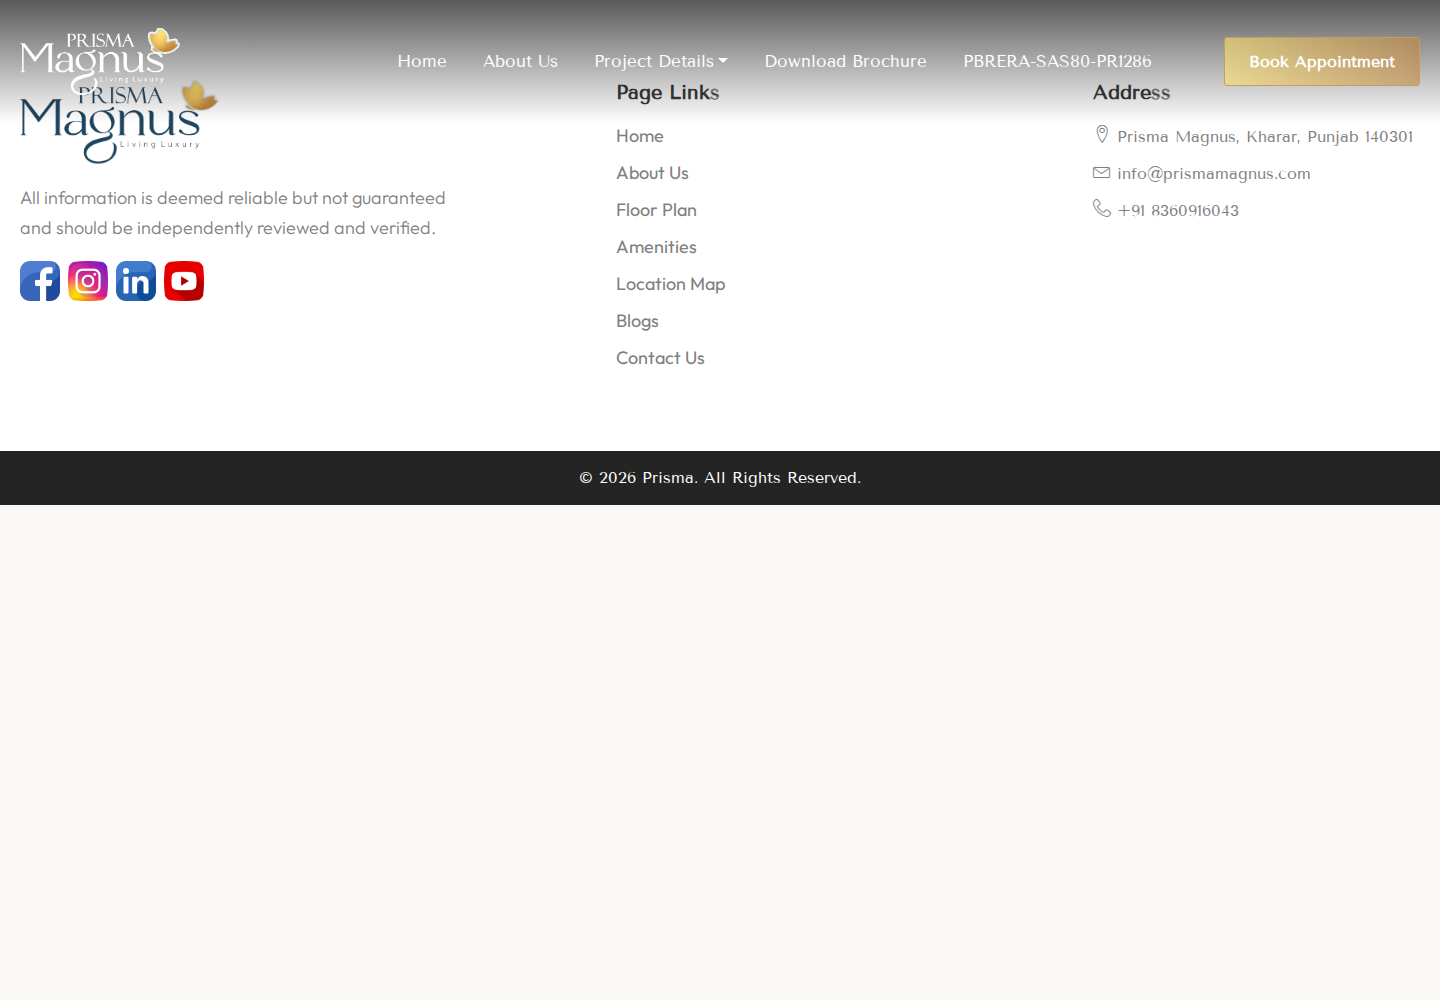 PRISMA
Magnus
Living Luxury
Home
About Us
Project Details
Download Brochure
PBRERA-SAS80-PR1286
Book Appointment
PRISMA
Magnus
Living Luxury
All information is deemed reliable but not guaranteed
and should be independently reviewed and verified.
Page Links
Home
About Us
Floor Plan
Amenities
Location Map
Blogs
Contact Us
Address
Prisma Magnus, Kharar, Punjab 140301
info@prismamagnus.com
+91 8360916043
© 2026 Prisma. All Rights Reserved.